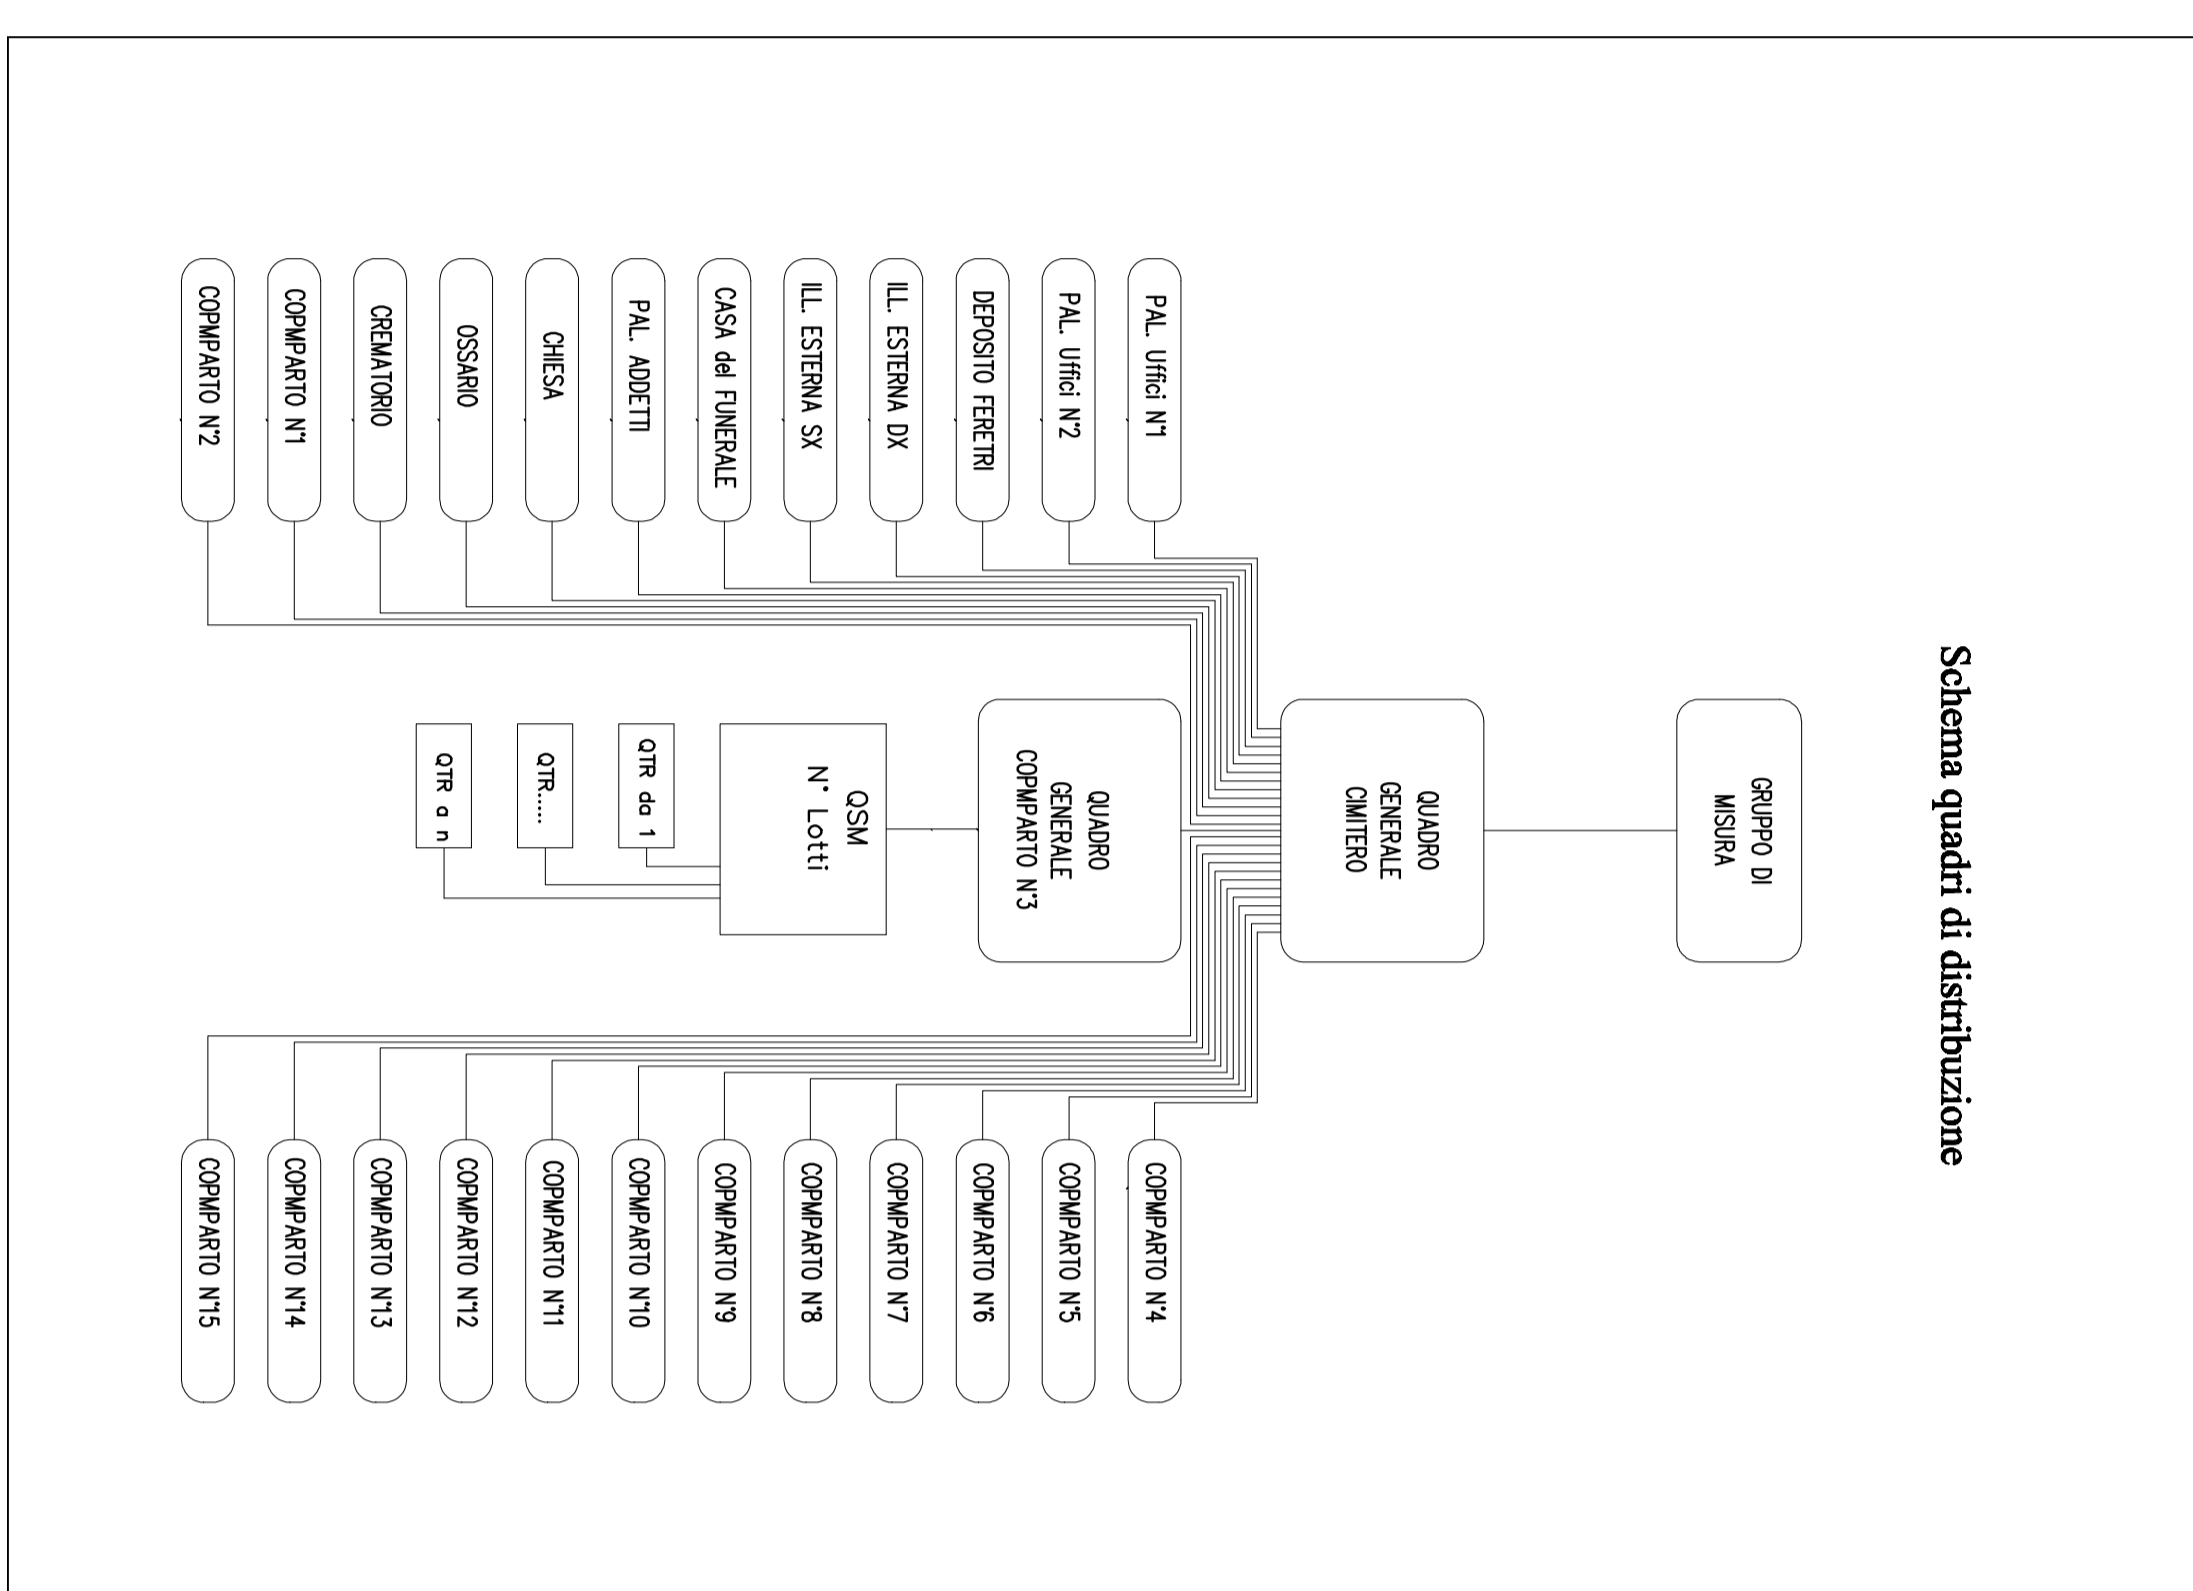 Schema quadri di distribuzione
GRUPPO DI
MISURA
QUADRO
GENERALE
CIMITERO
QUADRO
GENERALE
COPMPARTO N°3
QSM
N° Lotti
QTR da 1
QTR.....
QTR a n
PAL. Uffici N°1
PAL. Uffici N°2
DEPOSITO FERETRI
ILL. ESTERNA DX
ILL. ESTERNA SX
CASA del FUNERALE
PAL. ADDETTI
CHIESA
OSSARIO
CREMATORIO
COPMPARTO N°1
COPMPARTO N°2
COPMPARTO N°4
COPMPARTO N°5
COPMPARTO N°6
COPMPARTO N°7
COPMPARTO N°8
COPMPARTO N°9
COPMPARTO N°10
COPMPARTO N°11
COPMPARTO N°12
COPMPARTO N°13
COPMPARTO N°14
COPMPARTO N°15